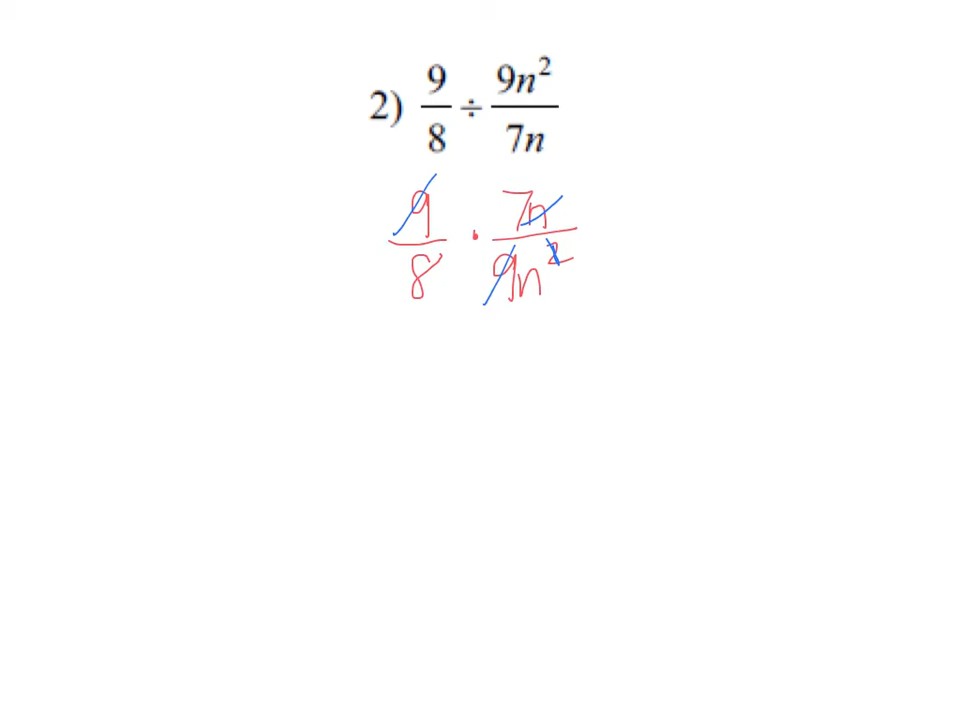 2) 9/8 ÷ 9n²/7n
9/8 · 7n/9n²